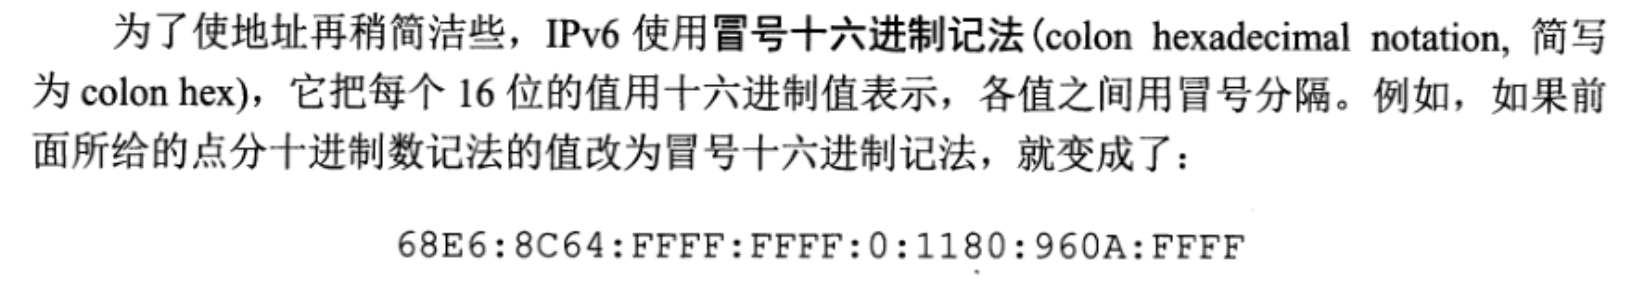 为了使地址再稍简洁些，IPv6 使用冒号十六进制记法(colon hexadecimal notation, 简写
为 colon hex)，它把每个 16 位的值用十六进制值表示，各值之间用冒号分隔。例如，如果前
面所给的点分十进制数记法的值改为冒号十六进制记法，就变成了：
68E6:8C64:FFFF:FFFF:0:1180:960A:FFFF